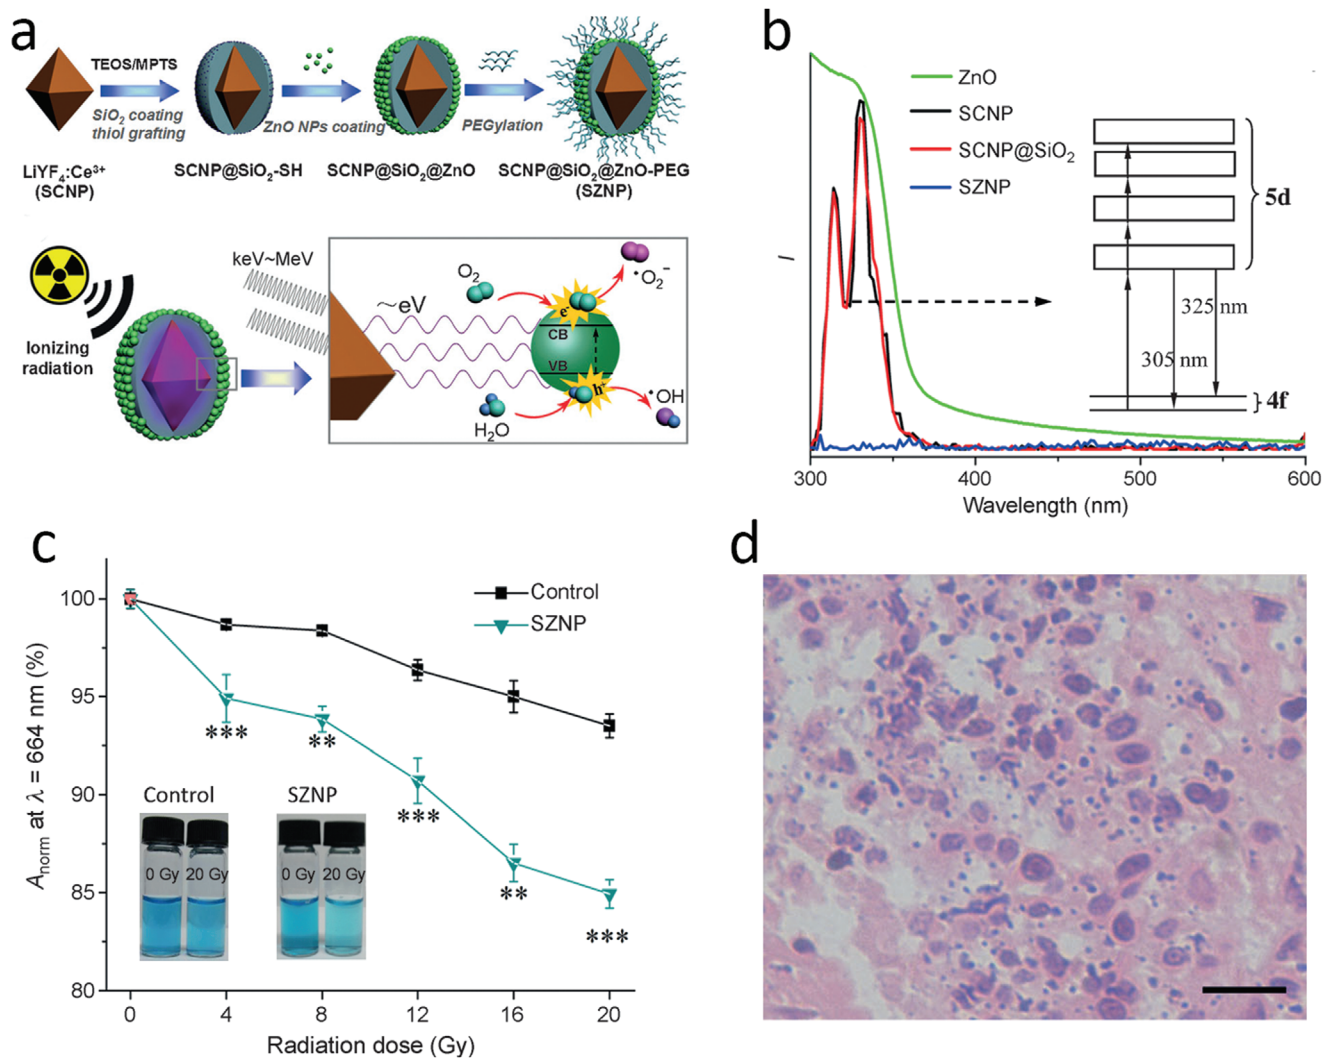 a
TEOS/MPTS
SiO₂ coating
thiol grafting
ZnO NPs coating
PEGylation
LiYF₄:Ce³⁺
(SCNP)
SCNP@SiO₂-SH
SCNP@SiO₂@ZnO
SCNP@SiO₂@ZnO-PEG
(SZNP)
Ionizing
radiation
keV~MeV
~eV
O₂
•O₂⁻
e⁻
CB
VB
h⁺
H₂O
•OH
b
ZnO
SCNP
SCNP@SiO₂
SZNP
5d
325 nm
305 nm
4f
I
300
400
500
600
Wavelength (nm)
c
Control
SZNP
100
95
90
85
80
Aₙₒᵣₘ at λ = 664 nm (%)
***
**
***
**
***
Control
SZNP
0 Gy
20 Gy
0 Gy
20 Gy
0
4
8
12
16
20
Radiation dose (Gy)
d